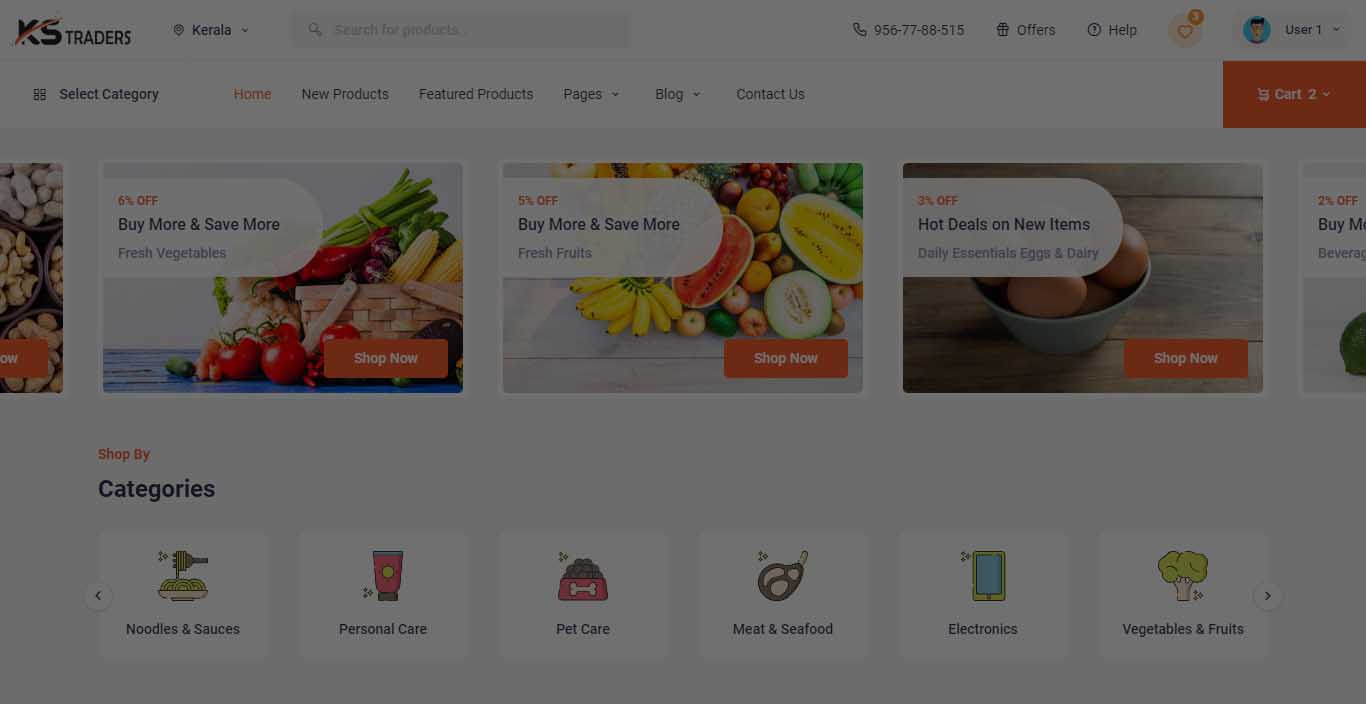 KS TRADERS
Kerala
Search for products..
956-77-88-515
Offers
Help
3
User 1
Select Category
Home
New Products
Featured Products
Pages
Blog
Contact Us
Cart 2
ow
6% OFF
Buy More & Save More
Fresh Vegetables
Shop Now
5% OFF
Buy More & Save More
Fresh Fruits
Shop Now
3% OFF
Hot Deals on New Items
Daily Essentials Eggs & Dairy
Shop Now
2% OFF
Buy Mo
Beverag
Shop By
Categories
Noodles & Sauces
Personal Care
Pet Care
Meat & Seafood
Electronics
Vegetables & Fruits